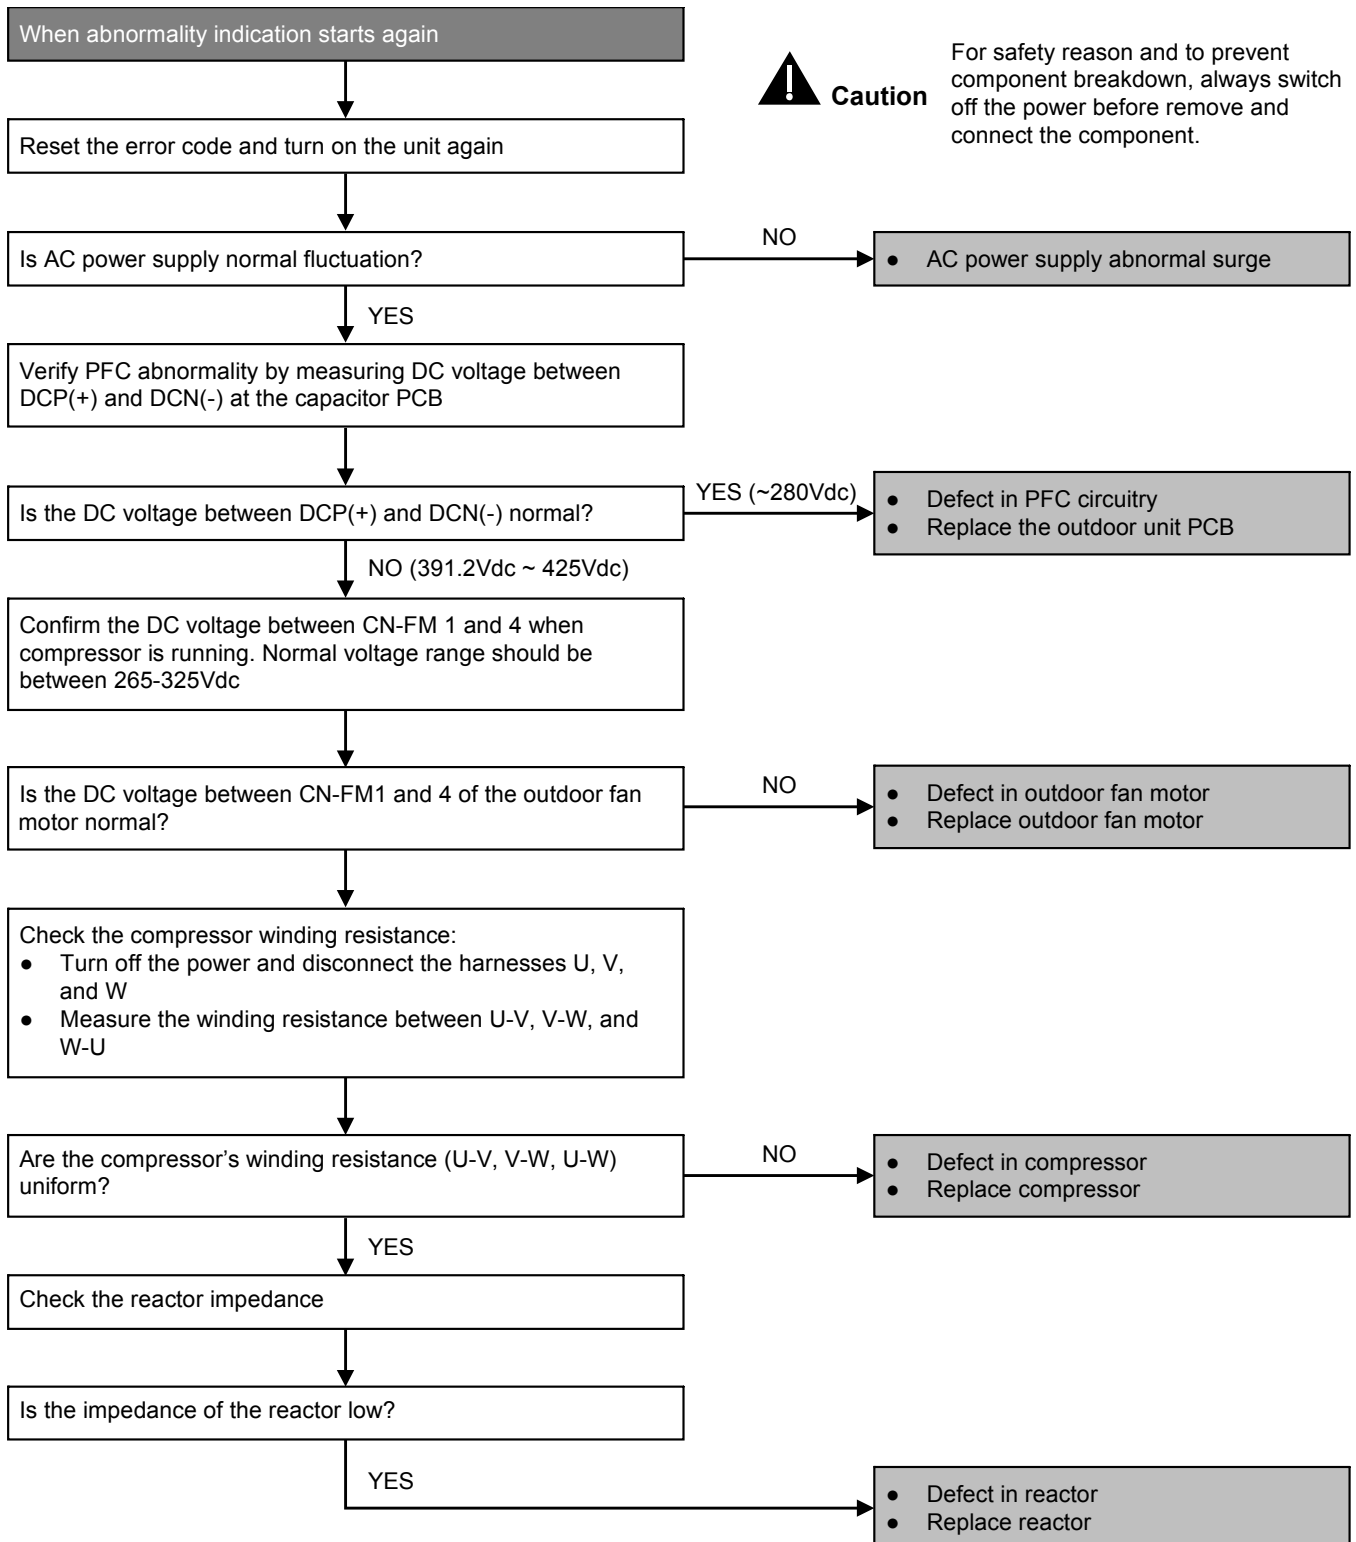 When abnormality indication starts again
Caution
For safety reason and to prevent
component breakdown, always switch
off the power before remove and
connect the component.
Reset the error code and turn on the unit again
Is AC power supply normal fluctuation?
NO
● AC power supply abnormal surge
YES
Verify PFC abnormality by measuring DC voltage between
DCP(+) and DCN(-) at the capacitor PCB
Is the DC voltage between DCP(+) and DCN(-) normal?
YES (~280Vdc)
● Defect in PFC circuitry
● Replace the outdoor unit PCB
NO (391.2Vdc ~ 425Vdc)
Confirm the DC voltage between CN-FM 1 and 4 when
compressor is running. Normal voltage range should be
between 265-325Vdc
Is the DC voltage between CN-FM1 and 4 of the outdoor fan
motor normal?
NO
● Defect in outdoor fan motor
● Replace outdoor fan motor
Check the compressor winding resistance:
● Turn off the power and disconnect the harnesses U, V,
and W
● Measure the winding resistance between U-V, V-W, and
W-U
Are the compressor’s winding resistance (U-V, V-W, U-W)
uniform?
NO
● Defect in compressor
● Replace compressor
YES
Check the reactor impedance
Is the impedance of the reactor low?
YES
● Defect in reactor
● Replace reactor